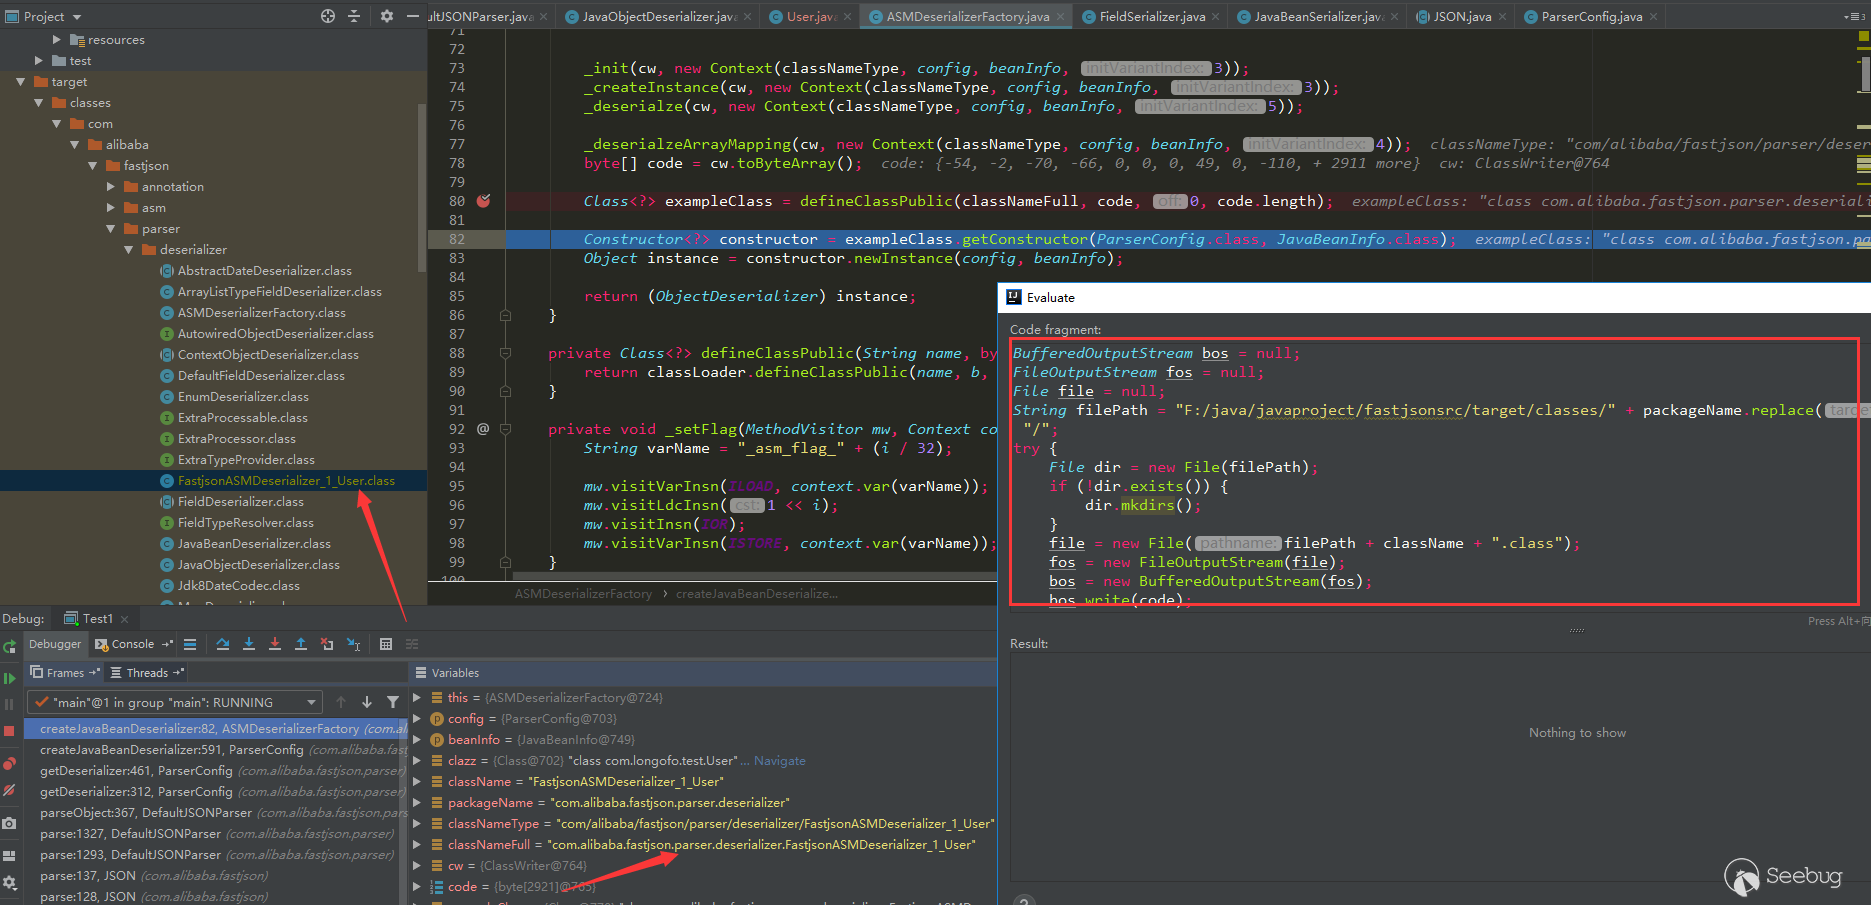 Project
resources
test
target
classes
com
alibaba
fastjson
annotation
asm
parser
deserializer
AbstractDateDeserializer.class
ArrayListTypeFieldDeserializer.class
ASMDeserializerFactory.class
AutowiredObjectDeserializer.class
ContextObjectDeserializer.class
DefaultFieldDeserializer.class
EnumDeserializer.class
ExtraProcessable.class
ExtraProcessor.class
ExtraTypeProvider.class
FastjsonASMDeserializer_1_User.class
FieldDeserializer.class
FieldTypeResolver.class
JavaBeanDeserializer.class
JavaObjectDeserializer.class
Jdk8DateCodec.class
ultJSONParser.java JavaObjectDeserializer.java User.java ASMDeserializerFactory.java FieldSerializer.java JavaBeanSerializer.java JSON.java ParserConfig.java
71
72
73 _init(cw, new Context(classNameType, config, beanInfo, initVariantIndex: 3));
74 _createInstance(cw, new Context(classNameType, config, beanInfo, initVariantIndex: 3));
75 _deserialze(cw, new Context(classNameType, config, beanInfo, initVariantIndex: 5));
76
77 _deserialzeArrayMapping(cw, new Context(classNameType, config, beanInfo, initVariantIndex: 4)); classNameType: "com/alibaba/fastjson/parser/deser
78 byte[] code = cw.toByteArray(); code: {-54, -2, -70, -66, 0, 0, 0, 49, 0, -110, + 2911 more} cw: ClassWriter@764
79
80 Class<?> exampleClass = defineClassPublic(classNameFull, code, off: 0, code.length); exampleClass: "class com.alibaba.fastjson.parser.deseriali
81
82 Constructor<?> constructor = exampleClass.getConstructor(ParserConfig.class, JavaBeanInfo.class); exampleClass: "class com.alibaba.fastjson.pa
83 Object instance = constructor.newInstance(config, beanInfo);
84
85 return (ObjectDeserializer) instance;
86 }
87
88 private Class<?> defineClassPublic(String name, by
89 return classLoader.defineClassPublic(name, b,
90 }
91
92 @ private void _setFlag(MethodVisitor mw, Context co
93 String varName = "_asm_flag_" + (i / 32);
94
95 mw.visitVarInsn(ILOAD, context.var(varName));
96 mw.visitLdcInsn(cst: 1 << i);
97 mw.visitInsn(IOR);
98 mw.visitVarInsn(ISTORE, context.var(varName));
99 }
100
ASMDeserializerFactory › createJavaBeanDeserialize...
Evaluate
Code fragment:
BufferedOutputStream bos = null;
FileOutputStream fos = null;
File file = null;
String filePath = "F:/java/javaproject/fastjsonsrc/target/classes/" + packageName.replace(targe
"/";
try {
File dir = new File(filePath);
if (!dir.exists()) {
dir.mkdirs();
}
file = new File(pathname: filePath + className + ".class");
fos = new FileOutputStream(file);
bos = new BufferedOutputStream(fos);
bos.write(code);
Press Alt+向
Result:
Nothing to show
Debug: Test1
Debugger Console
Frames Threads
"main"@1 in group "main": RUNNING
createJavaBeanDeserializer:82, ASMDeserializerFactory (com.ali
createJavaBeanDeserializer:591, ParserConfig (com.alibaba.fast
getDeserializer:461, ParserConfig (com.alibaba.fastjson.parser)
getDeserializer:312, ParserConfig (com.alibaba.fastjson.parser)
parseObject:367, DefaultJSONParser (com.alibaba.fastjson.pars
parse:1327, DefaultJSONParser (com.alibaba.fastjson.parser)
parse:1293, DefaultJSONParser (com.alibaba.fastjson.parser)
parse:137, JSON (com.alibaba.fastjson)
parse:128, JSON (com.alibaba.fastjson)
Variables
this = {ASMDeserializerFactory@724}
config = {ParserConfig@703}
beanInfo = {JavaBeanInfo@749}
clazz = {Class@702} "class com.longofo.test.User"... Navigate
className = "FastjsonASMDeserializer_1_User"
packageName = "com.alibaba.fastjson.parser.deserializer"
classNameType = "com/alibaba/fastjson/parser/deserializer/FastjsonASMDeserializer_1_User"
classNameFull = "com.alibaba.fastjson.parser.deserializer.FastjsonASMDeserializer_1_User"
cw = {ClassWriter@764}
code = {byte[2921]@765}
Seebug